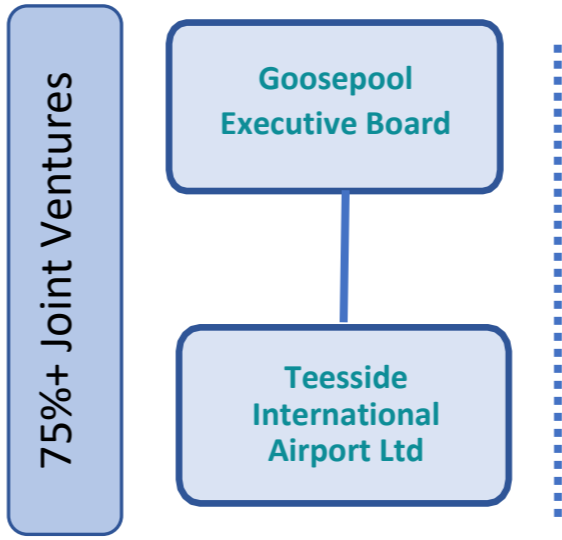 75%+ Joint Ventures
Goosepool
Executive Board
Teesside
International
Airport Ltd